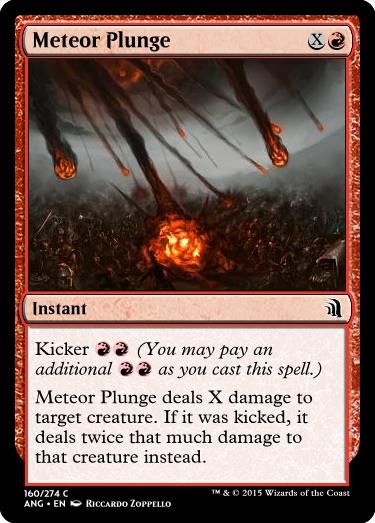 Meteor Plunge X R
Instant
Kicker RR (You may pay an
additional RR as you cast this spell.)
Meteor Plunge deals X damage to
target creature. If it was kicked, it
deals twice that much damage to
that creature instead.
160/274 C
ANG • EN Riccardo Zoppello
™ & © 2015 Wizards of the Coast